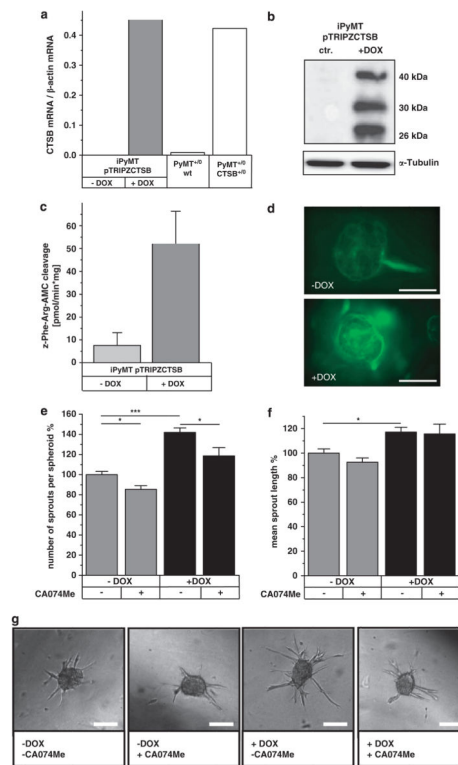 a
CTSB mRNA / β-actin mRNA
0.4
0.3
0.2
0.1
0.0
iPyMT
pTRIPZCTSB
- DOX
+ DOX
PyMT+/0
wt
PyMT+/0
CTSB+/0
b
iPyMT
pTRIPZCTSB
ctr.
+DOX
40 kDa
30 kDa
26 kDa
α-Tubulin
c
z-Phe-Arg-AMC cleavage
[pmol/min*mg]
60
50
40
30
20
10
0
iPyMT pTRIPZCTSB
- DOX
+ DOX
d
-DOX
+DOX
e
number of sprouts per spheroid %
160
140
120
100
80
60
40
20
0
***
*
*
- DOX
+DOX
CA074Me
-
+
-
+
f
mean sprout length %
120
100
80
60
40
20
0
*
- DOX
+DOX
CA074Me
-
+
-
+
g
-DOX
-CA074Me
-DOX
+ CA074Me
+ DOX
-CA074Me
+ DOX
+ CA074Me